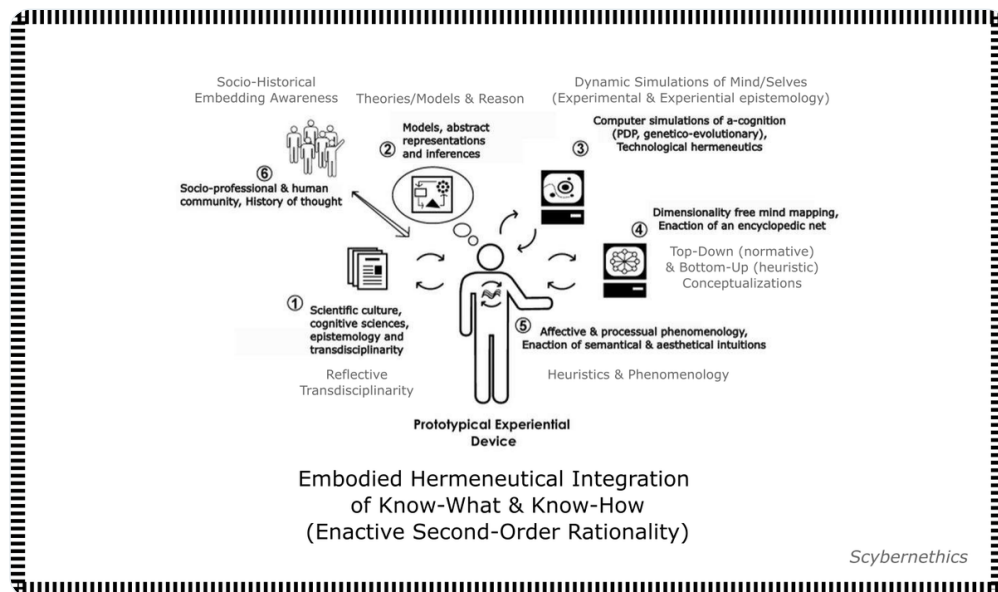 Socio-Historical
Embedding Awareness
Theories/Models & Reason
Dynamic Simulations of Mind/Selves
(Experimental & Experiential epistemology)
⑥
Socio-professional & human
community, History of thought
②
Models, abstract
representations
and inferences
③
Computer simulations of a-cognition
(PDP, genetico-evolutionary),
Technological hermeneutics
④
Dimensionality free mind mapping,
Enaction of an encyclopedic net
Top-Down (normative)
& Bottom-Up (heuristic)
Conceptualizations
①
Scientific culture,
cognitive sciences,
epistemology and
transdisciplinarity
Reflective
Transdisciplinarity
⑤
Affective & processual phenomenology,
Enaction of semantical & aesthetical intuitions
Heuristics & Phenomenology
Prototypical Experiential
Device
Embodied Hermeneutical Integration
of Know-What & Know-How
(Enactive Second-Order Rationality)
Scybernethics